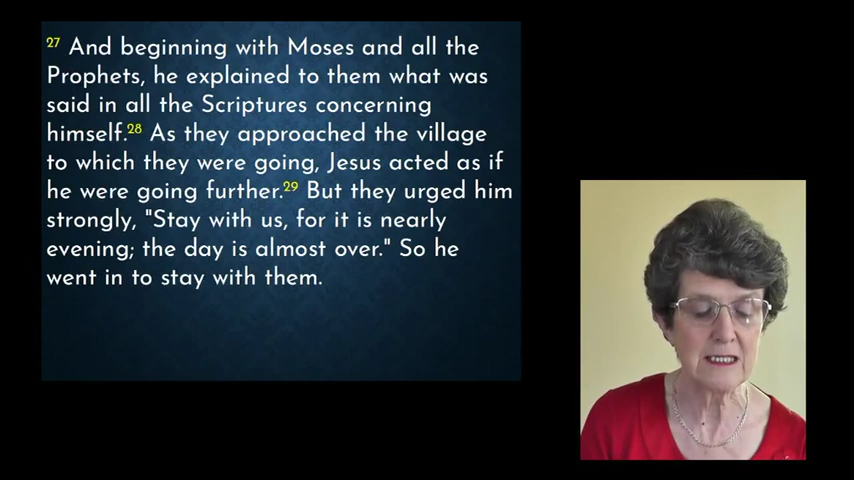 27 And beginning with Moses and all the
Prophets, he explained to them what was
said in all the Scriptures concerning
himself.28 As they approached the village
to which they were going, Jesus acted as if
he were going further.29 But they urged him
strongly, "Stay with us, for it is nearly
evening; the day is almost over." So he
went in to stay with them.